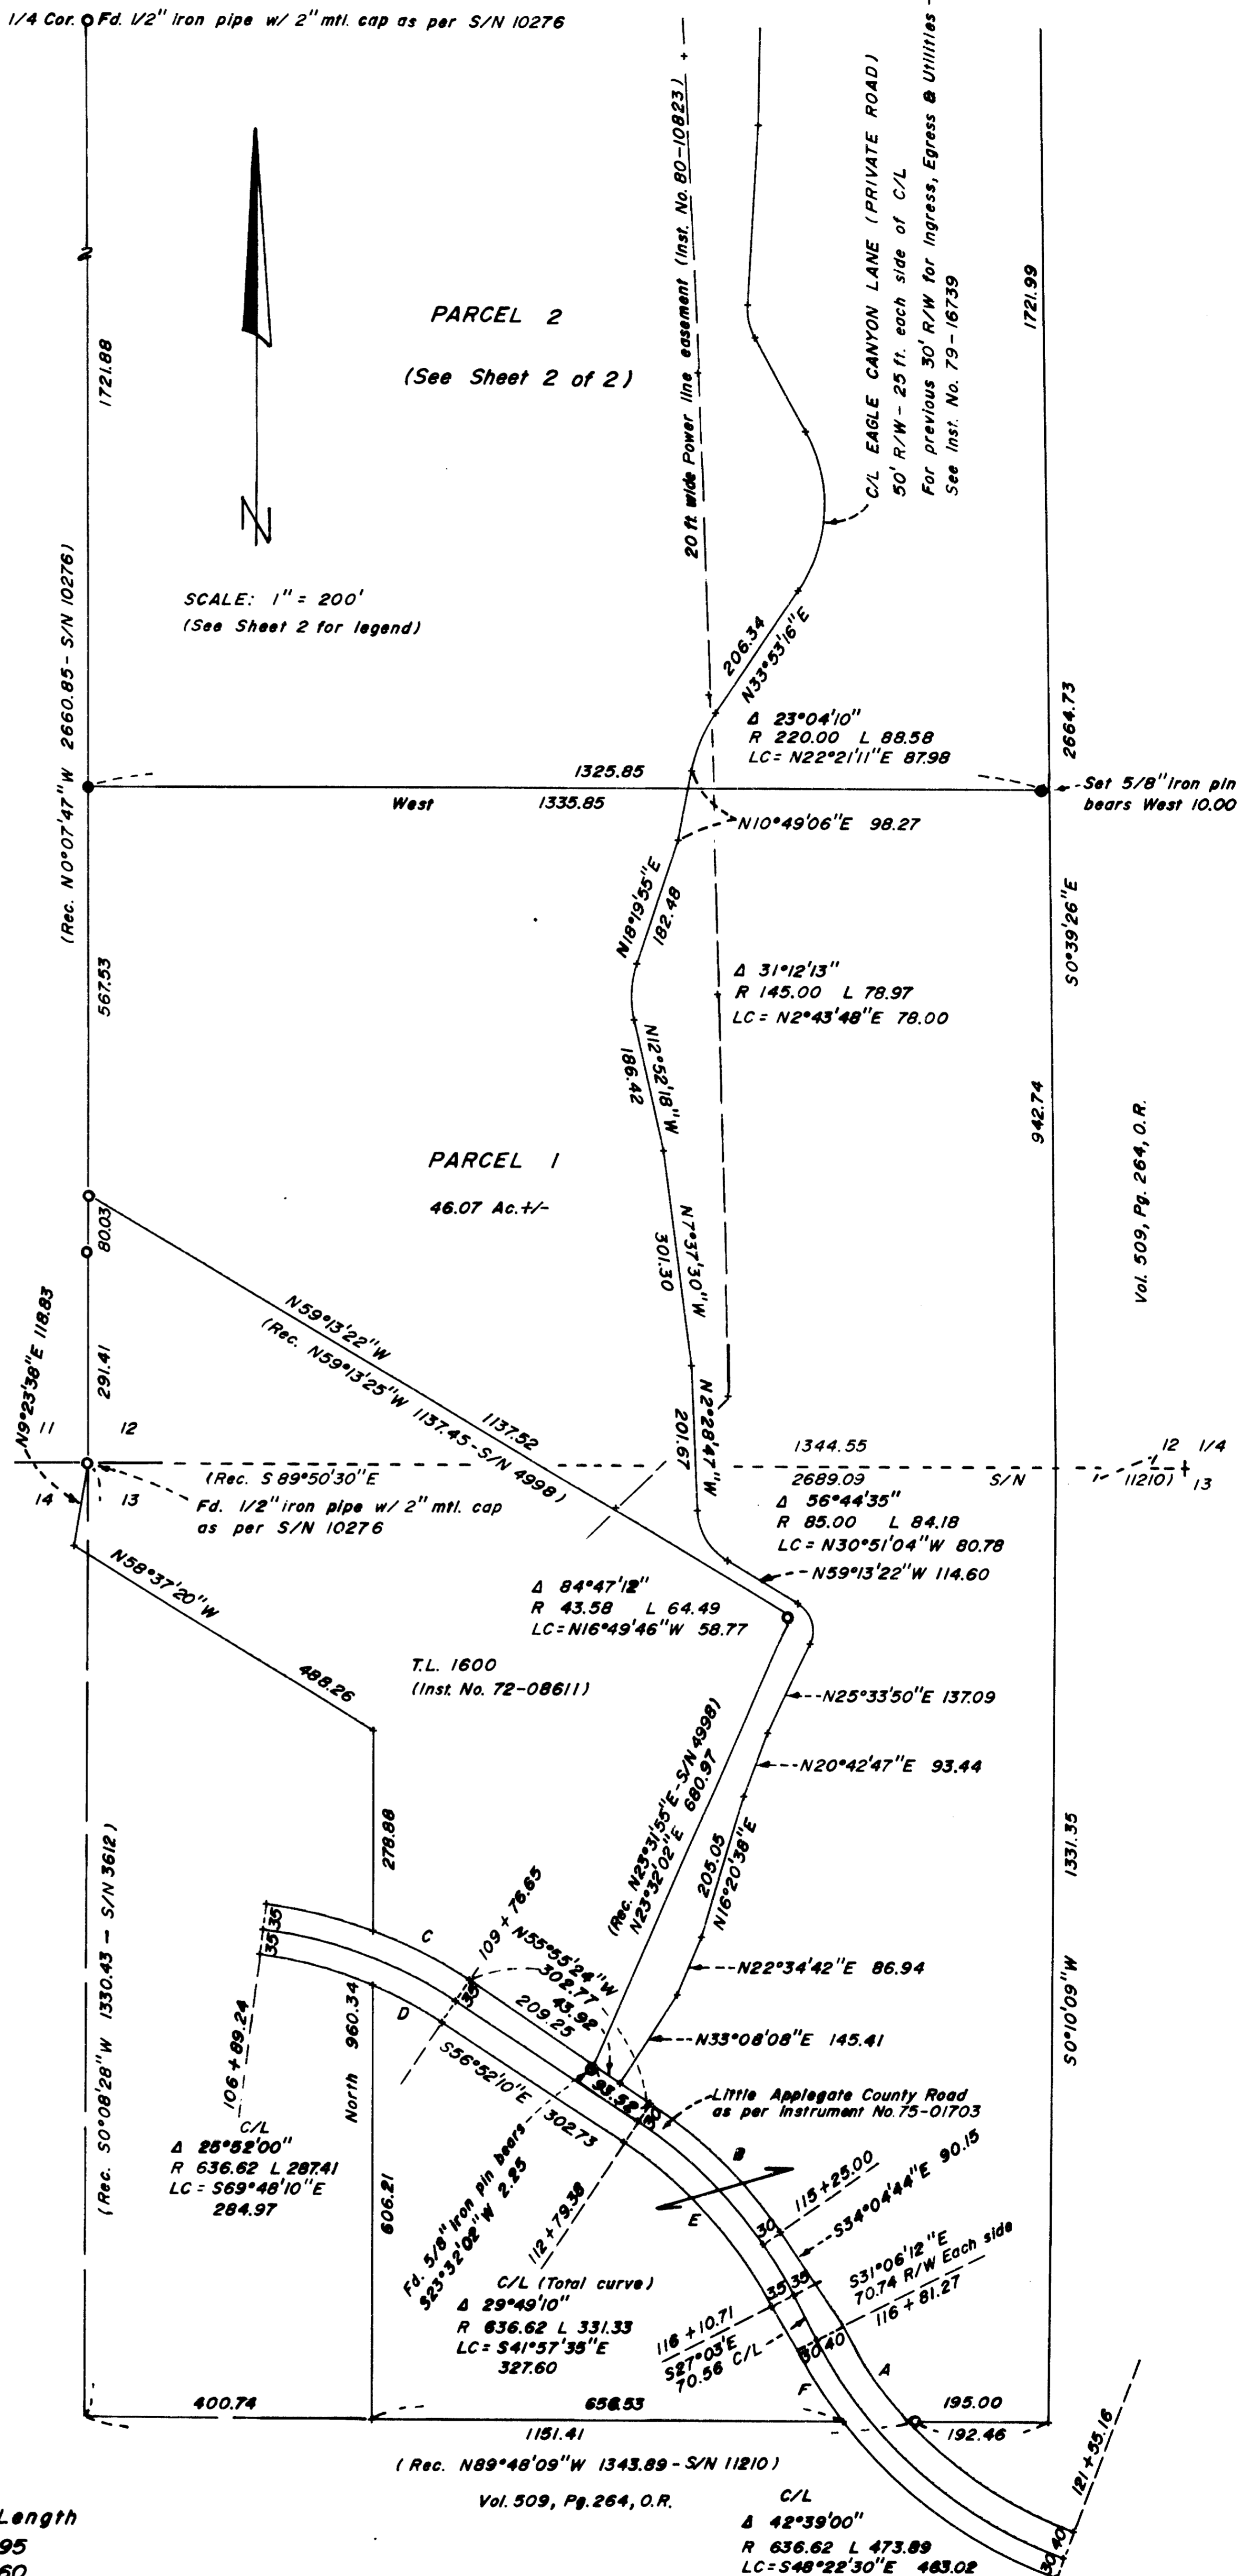 1/4 Cor. Fd. 1/2" iron pipe w/ 2" mtl. cap as per S/N 10276
1721.88
PARCEL 2
(See Sheet 2 of 2)
N
SCALE: 1" = 200'
(See Sheet 2 for legend)
20 ft. wide Power line easement (Inst. No. 80-10823)
C/L EAGLE CANYON LANE (PRIVATE ROAD)
50' R/W - 25 ft. each side of C/L
For previous 30' R/W for Ingress, Egress & Utilities -
See Inst. No. 79-16739
1721.99
(Rec. N0°07'47"W 2660.85 - S/N 10276)
206.34
N33°53'16"E
Δ 23°04'10"
R 220.00 L 88.58
LC= N22°21'11"E 87.98
2664.73
1325.85
West 1335.85
Set 5/8" iron pin
bears West 10.00
N10°49'06"E 98.27
N18°19'55"E
182.48
S0°39'26"E
567.53
Δ 31°12'13"
R 145.00 L 78.97
LC= N2°43'48"E 78.00
N12°52'18"W
186.42
942.74
Vol. 509, Pg. 264, O.R.
PARCEL 1
46.07 Ac.+/-
80.03
N7°37'30"W
301.30
N59°13'22"W
(Rec. N59°13'25"W 1137.45 - S/N 4998)
1137.52
N9°23'38"E 118.83
291.41
11 12
14 13
N2°28'47"W
201.67
1344.55
12 1/4
(Rec. S89°50'30"E
2689.09 S/N 11210)
13
Fd. 1/2" iron pipe w/ 2" mtl. cap
as per S/N 10276
Δ 56°44'35"
R 85.00 L 84.18
LC= N30°51'04"W 80.78
N59°13'22"W 114.60
N58°37'20"W
488.26
Δ 84°47'12"
R 43.58 L 64.49
LC=N16°49'46"W 58.77
T.L. 1600
(Inst. No. 72-08611)
N25°33'50"E 137.09
N20°42'47"E 93.44
(Rec. N23°31'55"E - S/N 4998)
N23°32'02"E 680.97
205.05
N16°20'38"E
278.88
1331.35
(Rec. S0°08'28"W 1330.43 - S/N 3612)
35
35
C
109 + 76.65
N55°55'24"W
302.77
43.92
209.25
35
N22°34'42"E 86.94
N33°08'08"E 145.41
S0°10'09"W
106 + 89.24
D
North 960.34
S56°52'10"E 302.73
93.52
30
Little Applegate County Road
as per Instrument No. 75-01703
C/L
Δ 25°52'00"
R 636.62 L 287.41
LC= S69°48'10"E
284.97
606.21
Fd. 5/8" iron pin bears
S23°32'02"W 2.25
112+79.38
B
E
30
115+25.00
S34°04'44"E 90.15
C/L (Total curve)
Δ 29°49'10"
R 636.62 L 331.33
LC= S41°57'35"E
327.60
35 35
S31°06'12"E
70.74 R/W Each side
116 + 81.27
116 + 10.71
S27°03'E
70.56 C/L
30 40
F
A
400.74
656.53
195.00
1151.41
192.46
(Rec. N89°48'09"W 1343.89 - S/N 11210)
Vol. 509, Pg. 264, O.R.
121 + 55.16
C/L
Δ 42°39'00"
R 636.62 L 473.89
LC=S48°22'30"E 463.02
30 40
Length
95
60